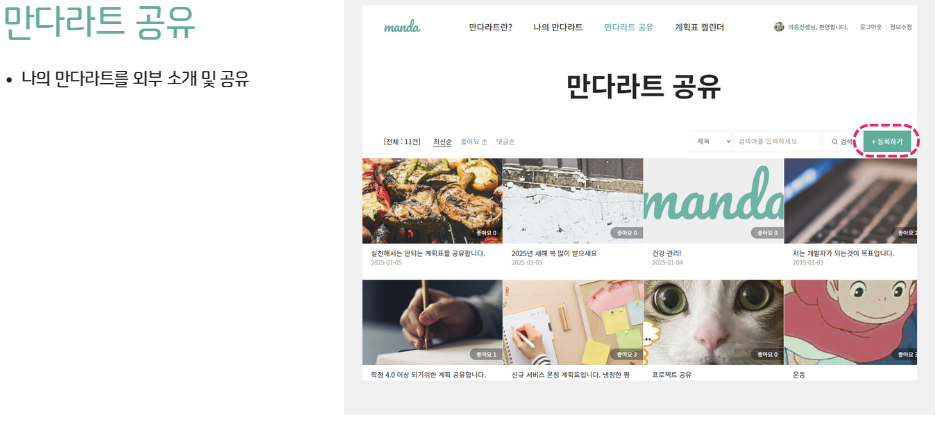 만다라트 공유
• 나의 만다라트를 외부 소개 및 공유
manda 만다라트란? 나의 만다라트 만다라트 공유 계획표 캘린더 환영합니다. 로그아웃 | 정보수정
만다라트 공유
[전체 : 11건] 최신순 좋아요 순 댓글순 제목 검색어를 입력하세요 검색 + 등록하기
manda
좋아요 0 좋아요 0 좋아요 0 좋아요 2
실천해서는 안되는 계획표를 공유합니다. 2025년 새해 복 많이 받으세요 건강 관리! 저는 개발자가 되는것이 목표입니다.
2025-01-05 2025-01-05 2025-01-04 2025-01-03
좋아요 1 좋아요 3 좋아요 0 좋아요 3
학점 4.0 이상 되기위한 계획 공유합니다. 신규 서비스 론칭 계획표입니다. 냉정한 평 프로젝트 공유 운동